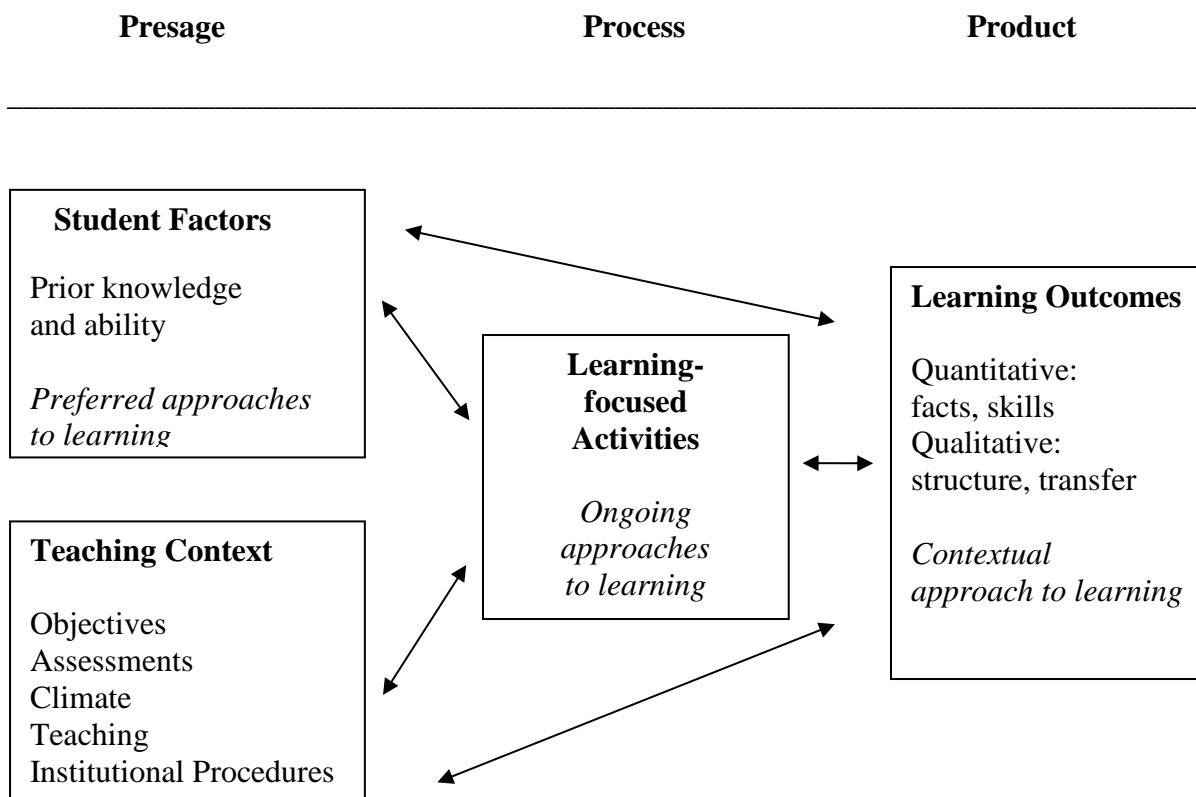 Presage Process Product
Student Factors
Prior knowledge
and ability
Preferred approaches
to learning
Teaching Context
Objectives
Assessments
Climate
Teaching
Institutional Procedures
Learning-
focused
Activities
Ongoing
approaches
to learning
Learning Outcomes
Quantitative:
facts, skills
Qualitative:
structure, transfer
Contextual
approach to learning